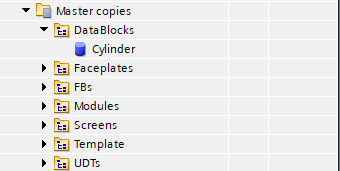 Master copies
DataBlocks
Cylinder
Faceplates
FBs
Modules
Screens
Template
UDTs